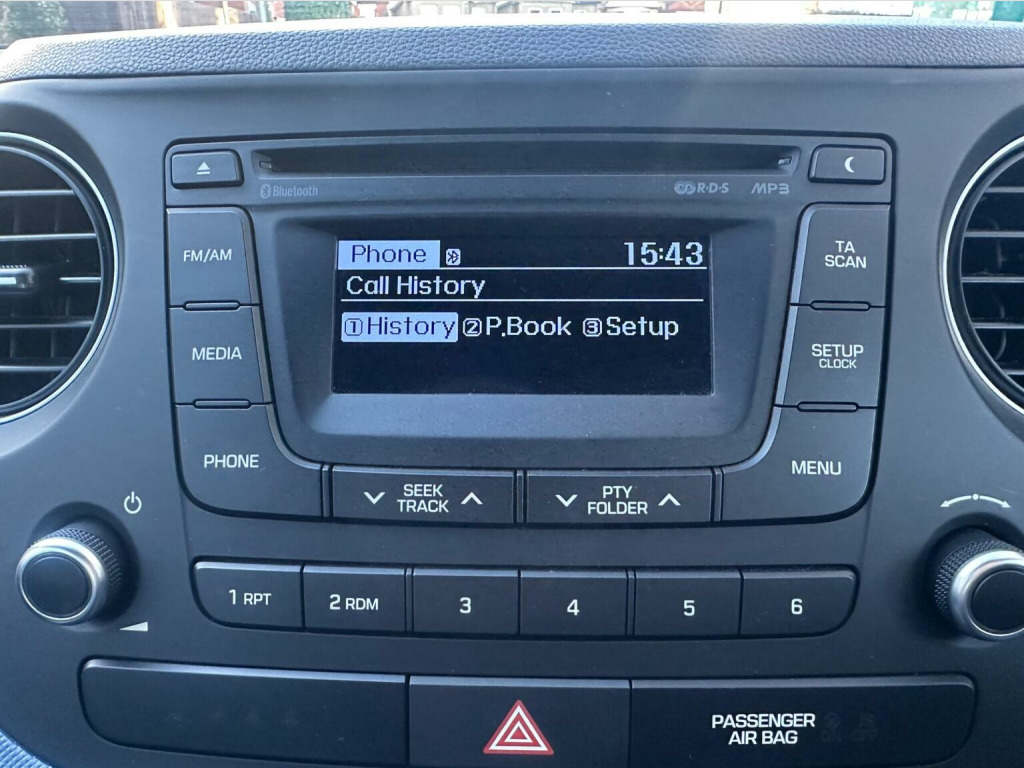 Bluetooth
R·D·S MP3
Phone 15:43
Call History
①History ②P.Book ③Setup
FM/AM
MEDIA
PHONE
TA
SCAN
SETUP
CLOCK
MENU
SEEK
TRACK
PTY
FOLDER
1 RPT
2 RDM
3
4
5
6
PASSENGER
AIR BAG